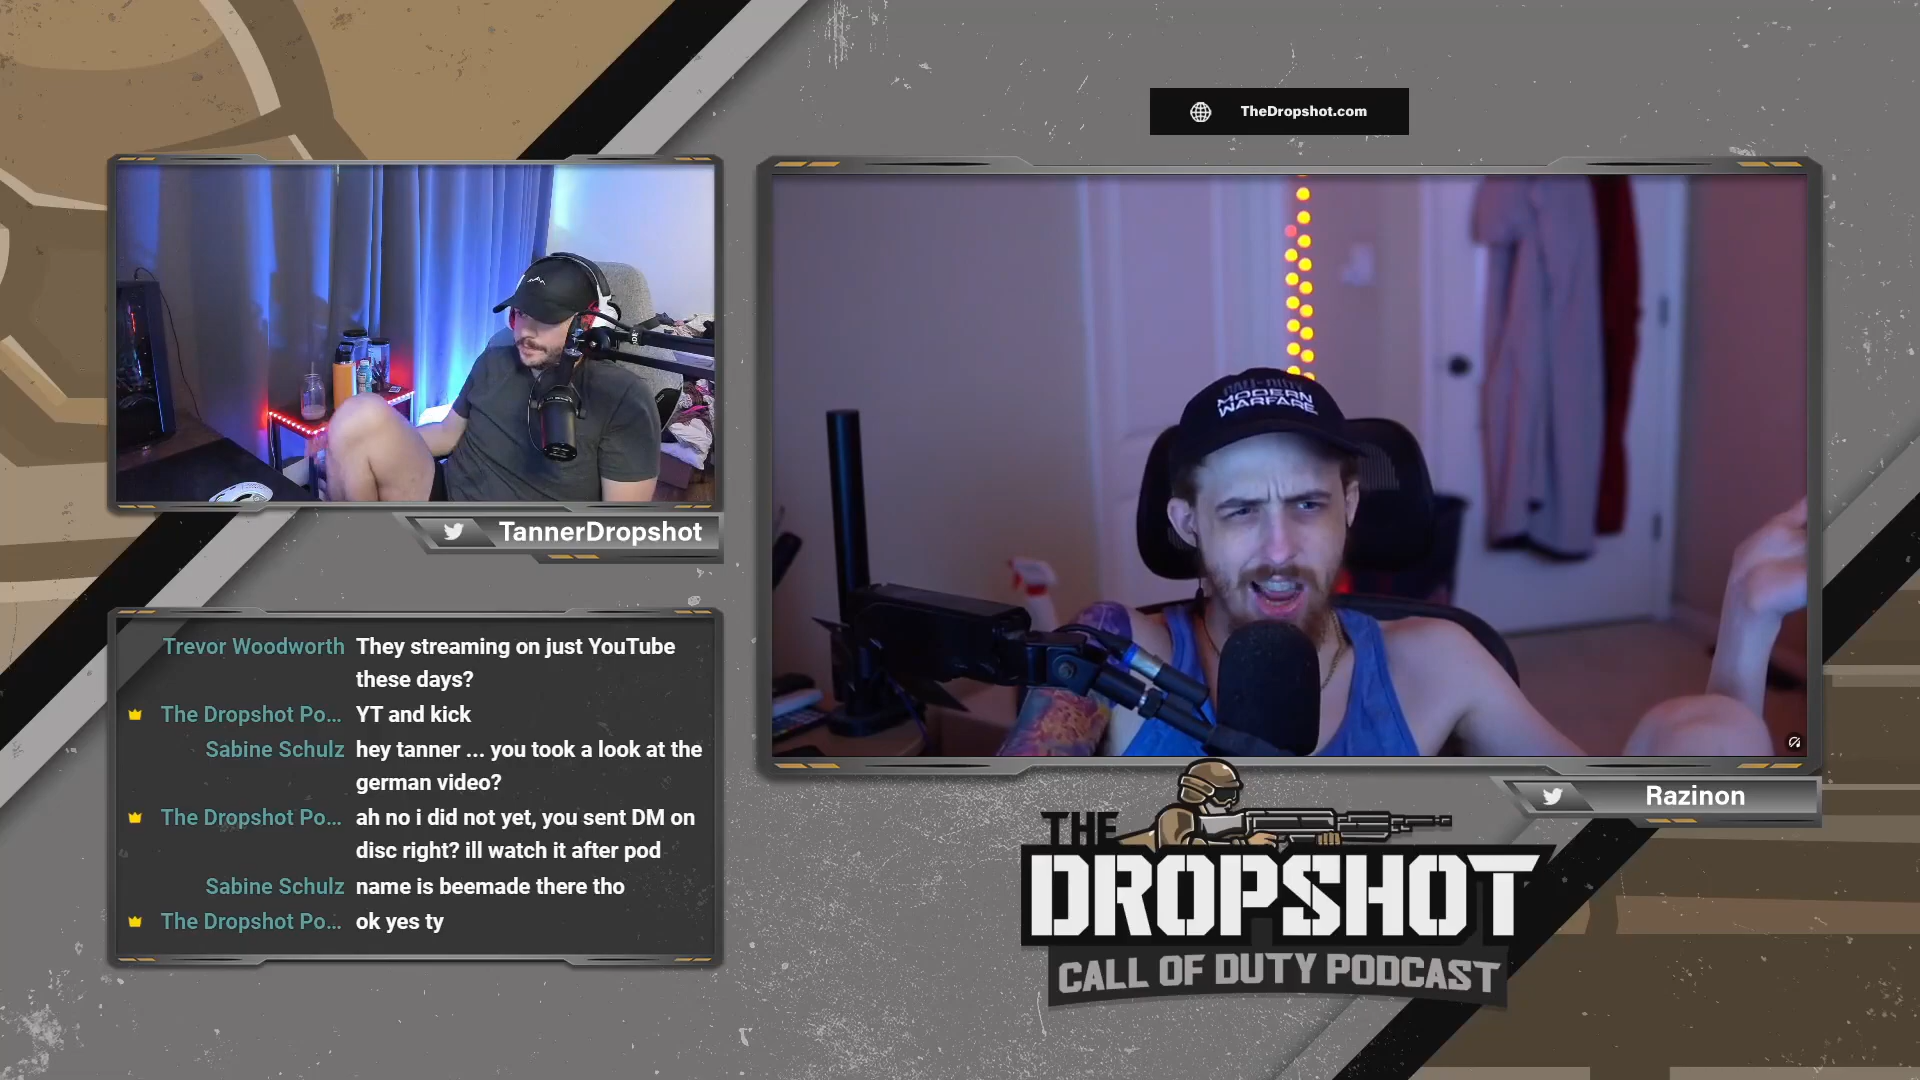 TheDropshot.com
CALL OF DUTY
MODERN
WARFARE
TannerDropshot
Trevor Woodworth They streaming on just YouTube
these days?
The Dropshot Po... YT and kick
Sabine Schulz hey tanner ... you took a look at the
german video?
The Dropshot Po... ah no i did not yet, you sent DM on
disc right? ill watch it after pod
Sabine Schulz name is beemade there tho
The Dropshot Po... ok yes ty
Razinon
THE
DROPSHOT
CALL OF DUTY PODCAST